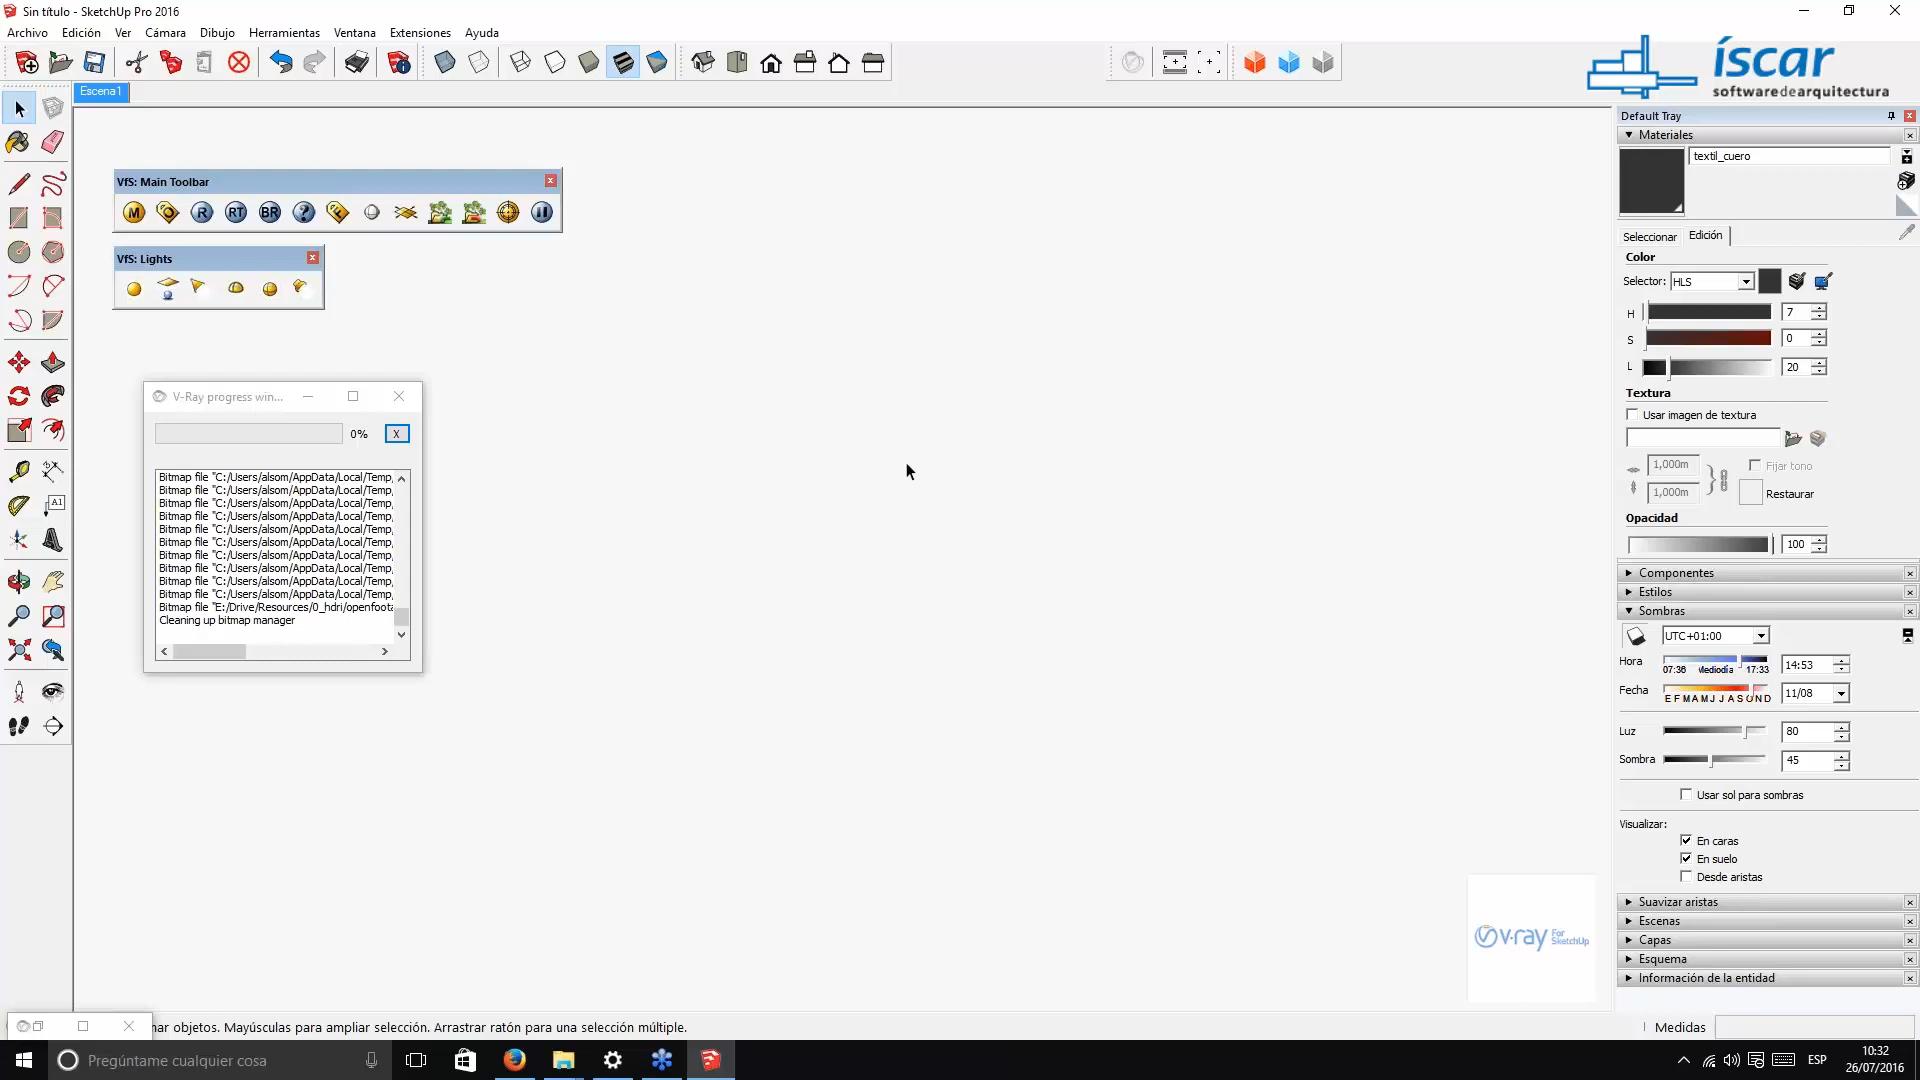 Sin título - SketchUp Pro 2016
Archivo Edición Ver Cámara Dibujo Herramientas Ventana Extensiones Ayuda
íscar
softwaredearquitectura
Escena1
Default Tray
Materiales
textil_cuero
VfS: Main Toolbar
M O R RT BR ? F
VfS: Lights
Seleccionar Edición
Color
Selector: HLS
H 7
S 0
L 20
Textura
Usar imagen de textura
1,000m
Fijar tono
1,000m
Restaurar
Opacidad
100
V-Ray progress win...
0% X
Bitmap file "C:/Users/alsom/AppData/Local/Temp,
Bitmap file "C:/Users/alsom/AppData/Local/Temp,
Bitmap file "C:/Users/alsom/AppData/Local/Temp,
Bitmap file "C:/Users/alsom/AppData/Local/Temp,
Bitmap file "C:/Users/alsom/AppData/Local/Temp,
Bitmap file "C:/Users/alsom/AppData/Local/Temp,
Bitmap file "C:/Users/alsom/AppData/Local/Temp,
Bitmap file "C:/Users/alsom/AppData/Local/Temp,
Bitmap file "C:/Users/alsom/AppData/Local/Temp,
Bitmap file "C:/Users/alsom/AppData/Local/Temp,
Bitmap file "E:/Drive/Resources/0_hdri/openfoota
Cleaning up bitmap manager
A1
Componentes
Estilos
Sombras
UTC+01:00
Hora 07:36 Mediodía 17:33 14:53
Fecha E F M A M J J A S O N D 11/08
Luz 80
Sombra 45
Usar sol para sombras
Visualizar:
En caras
En suelo
Desde aristas
Suavizar aristas
Escenas
Capas
Esquema
Información de la entidad
v-ray For SketchUp
nar objetos. Mayúsculas para ampliar selección. Arrastrar ratón para una selección múltiple.
Medidas
Pregúntame cualquier cosa
ESP
10:32
26/07/2016